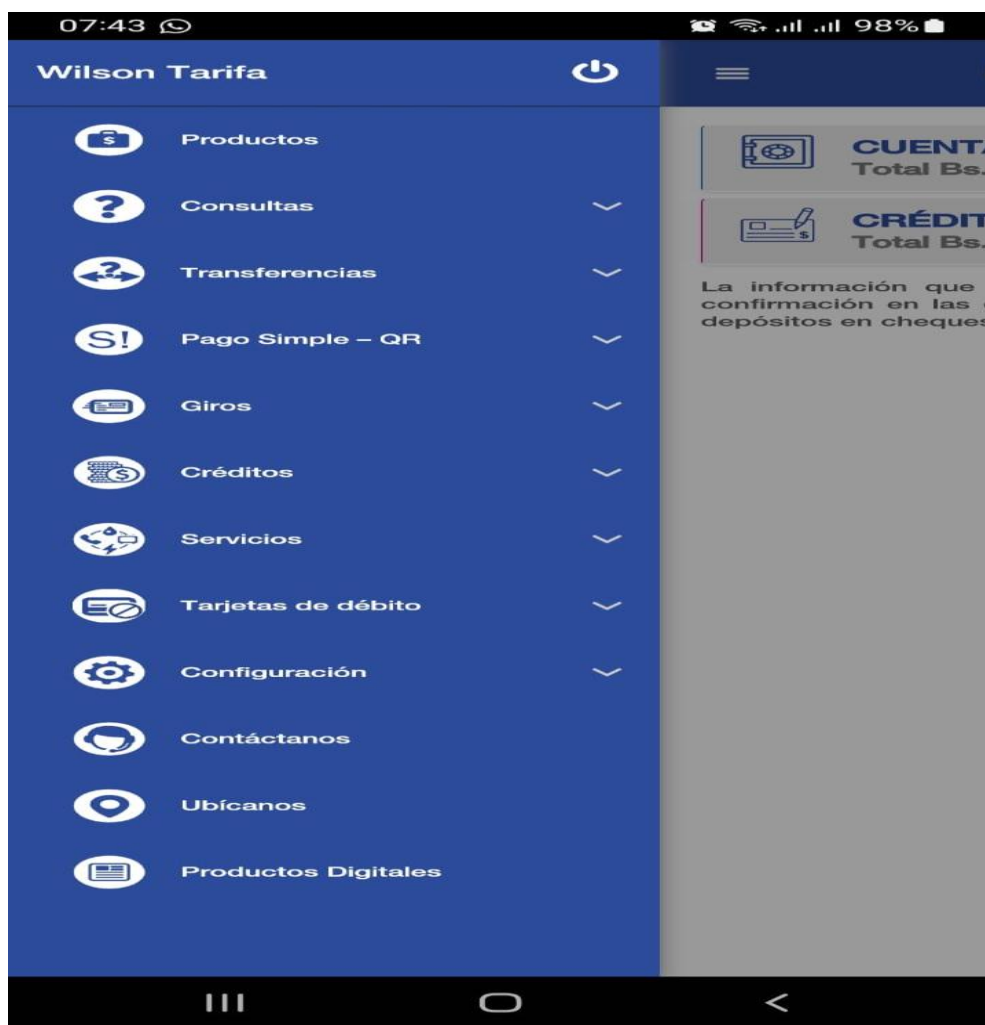 07:43
98%
Wilson Tarifa
Productos
Consultas
Transferencias
S! Pago Simple – QR
Giros
Créditos
Servicios
Tarjetas de débito
Configuración
Contáctanos
Ubícanos
Productos Digitales
CUENTA
Total Bs.
CRÉDIT
Total Bs.
La información que
confirmación en las
depósitos en cheques